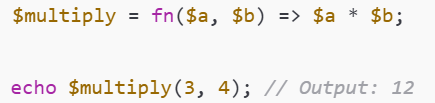 $multiply = fn($a, $b) => $a * $b;
echo $multiply(3, 4); // Output: 12